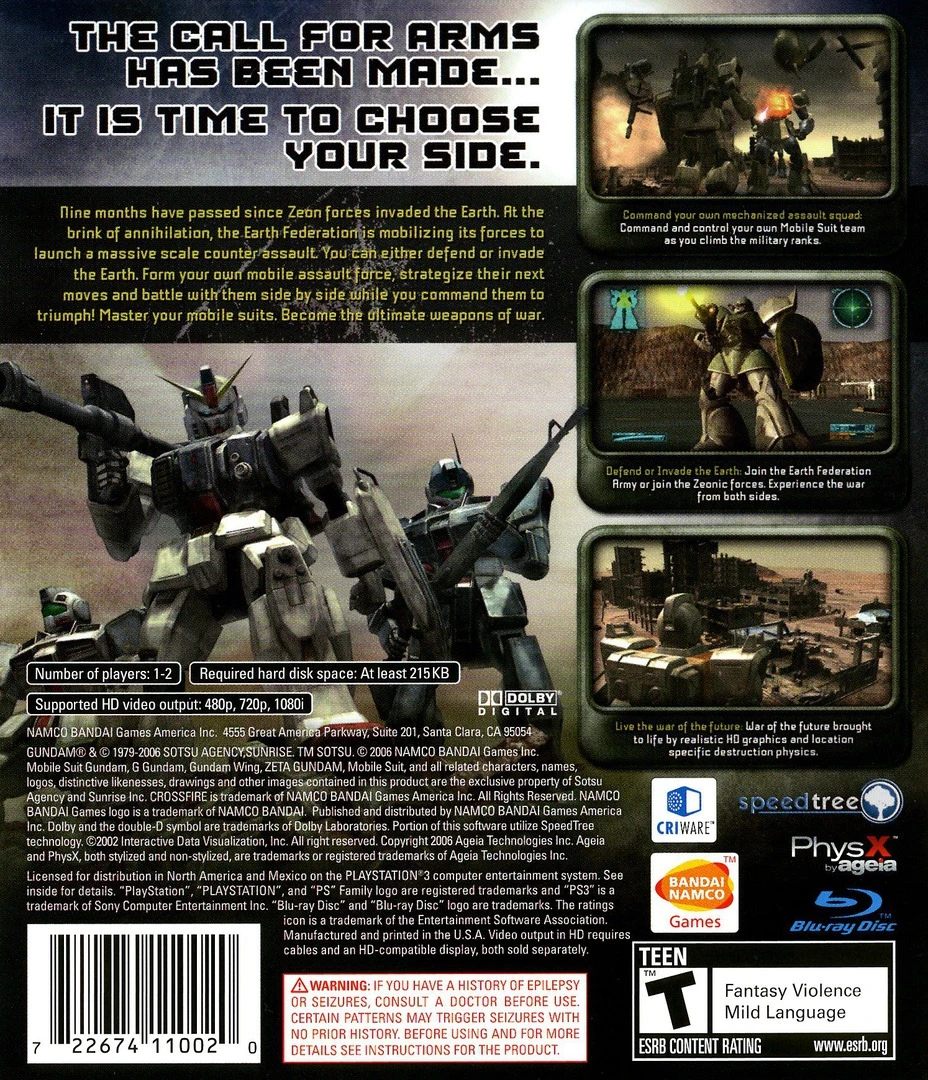 THE CALL FOR ARMS
HAS BEEN MADE...
IT IS TIME TO CHOOSE
YOUR SIDE.
Nine months have passed since Zeon forces invaded the Earth. At the
brink of annihilation, the Earth Federation is mobilizing its forces to
launch a massive scale counter assault. You can either defend or invade
the Earth. Form your own mobile assault force, strategize their next
moves and battle with them side by side while you command them to
triumph! Master your mobile suits. Become the ultimate weapons of war.
Command your own mechanized assault squad:
Command and control your own Mobile Suit team
as you climb the military ranks.
Defend or Invade the Earth: Join the Earth Federation
Army or join the Zeonic forces. Experience the war
from both sides.
Live the war of the future: War of the future brought
to life by realistic HD graphics and location
specific destruction physics.
Number of players: 1-2
Required hard disk space: At least 215 KB
Supported HD video output: 480p, 720p, 1080i
DOLBY®
DIGITAL
NAMCO BANDAI Games America Inc. 4555 Great America Parkway, Suite 201, Santa Clara, CA 95054
GUNDAM® & © 1979-2006 SOTSU AGENCY.SUNRISE. TM SOTSU. © 2006 NAMCO BANDAI Games Inc.
Mobile Suit Gundam, G Gundam, Gundam Wing, ZETA GUNDAM, Mobile Suit, and all related characters, names,
logos, distinctive likenesses, drawings and other images contained in this product are the exclusive property of Sotsu
Agency and Sunrise Inc. CROSSFIRE is trademark of NAMCO BANDAI Games America Inc. All Rights Reserved. NAMCO
BANDAI Games logo is a trademark of NAMCO BANDAI. Published and distributed by NAMCO BANDAI Games America
Inc. Dolby and the double-D symbol are trademarks of Dolby Laboratories. Portion of this software utilize SpeedTree
technology. ©2002 Interactive Data Visualization, Inc. All right reserved. Copyright 2006 Ageia Technologies Inc. Ageia
and PhysX, both stylized and non-stylized, are trademarks or registered trademarks of Ageia Technologies Inc.
Licensed for distribution in North America and Mexico on the PLAYSTATION®3 computer entertainment system. See
inside for details. "PlayStation", "PLAYSTATION", and "PS" Family logo are registered trademarks and "PS3" is a
trademark of Sony Computer Entertainment Inc. "Blu-ray Disc" and "Blu-ray Disc" logo are trademarks. The ratings
icon is a trademark of the Entertainment Software Association.
Manufactured and printed in the U.S.A. Video output in HD requires
cables and an HD-compatible display, both sold separately.
CRIWARE™
speedtree
PhysX™
by ageia
BANDAI
NAMCO
Games
TM
Blu-ray Disc™
7 22674 11002 0
WARNING: IF YOU HAVE A HISTORY OF EPILEPSY
OR SEIZURES, CONSULT A DOCTOR BEFORE USE.
CERTAIN PATTERNS MAY TRIGGER SEIZURES WITH
NO PRIOR HISTORY. BEFORE USING AND FOR MORE
DETAILS SEE INSTRUCTIONS FOR THE PRODUCT.
TEEN
TM
T
Fantasy Violence
Mild Language
ESRB CONTENT RATING www.esrb.org